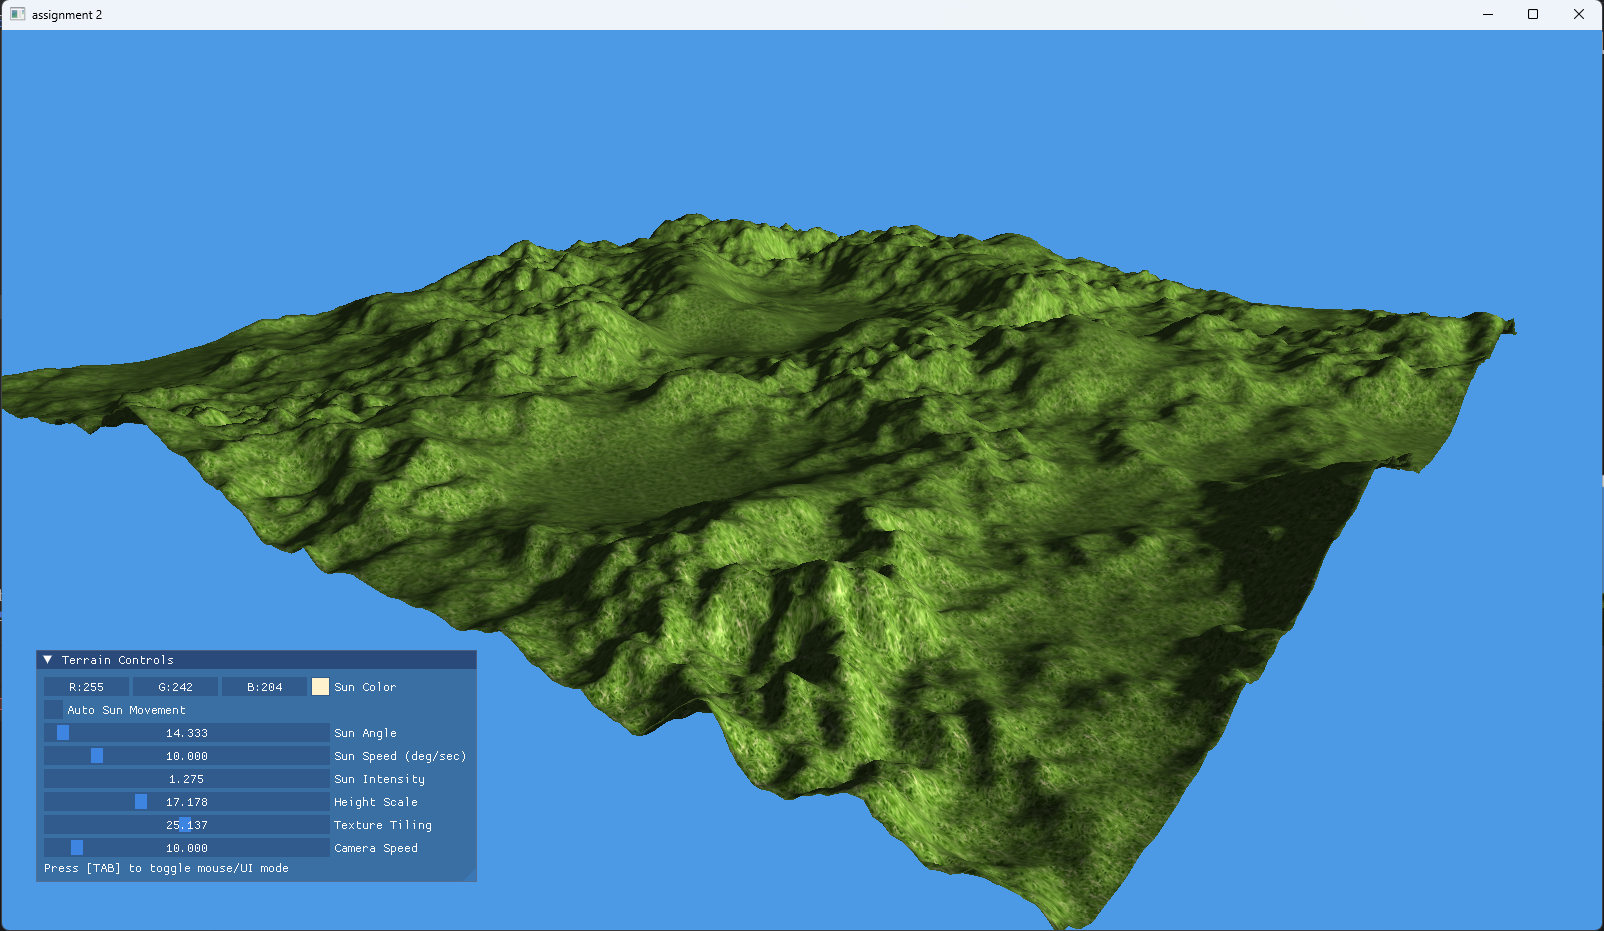 assignment 2
Terrain Controls
R:255 G:242 B:204 Sun Color
Auto Sun Movement
14.333 Sun Angle
10.000 Sun Speed (deg/sec)
1.275 Sun Intensity
17.178 Height Scale
25.137 Texture Tiling
10.000 Camera Speed
Press [TAB] to toggle mouse/UI mode